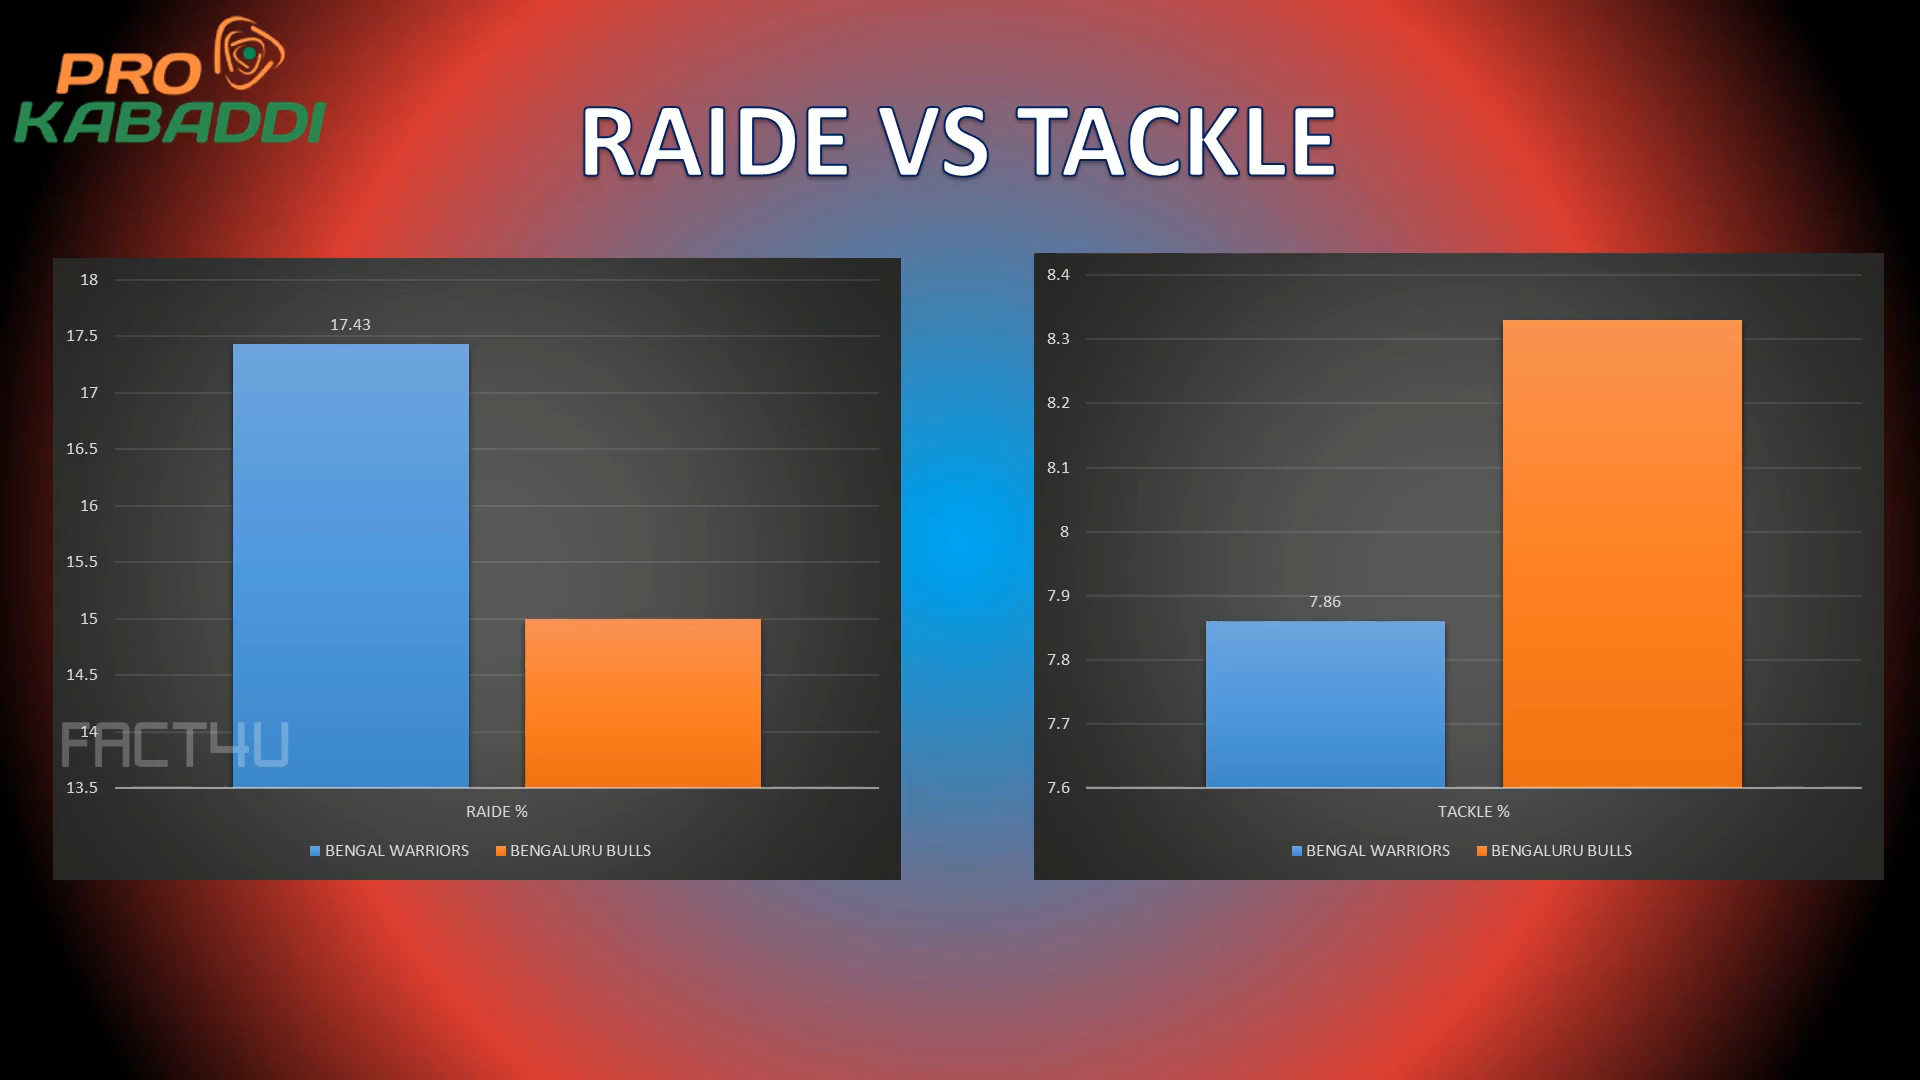 PRO
KABADDI
RAIDE VS TACKLE
18
17.5
17
16.5
16
15.5
15
14.5
14
13.5
17.43
RAIDE %
BENGAL WARRIORS BENGALURU BULLS
FACT4U
8.4
8.3
8.2
8.1
8
7.9
7.8
7.7
7.6
7.86
TACKLE %
BENGAL WARRIORS BENGALURU BULLS